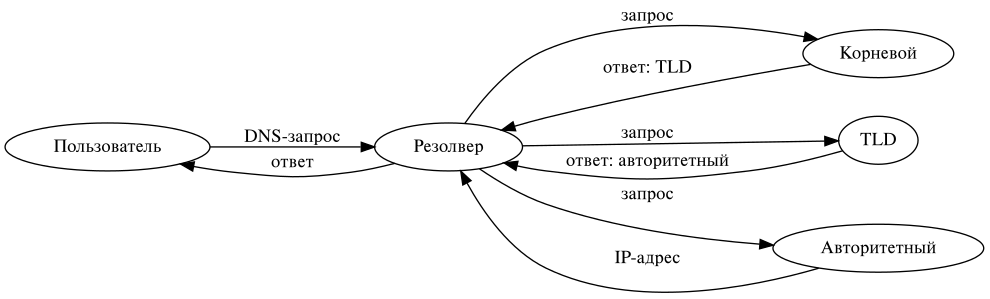 запрос
Корневой
ответ: TLD
DNS-запрос
Пользователь
Резолвер
запрос
TLD
ответ
ответ: авторитетный
запрос
Авторитетный
IP-адрес